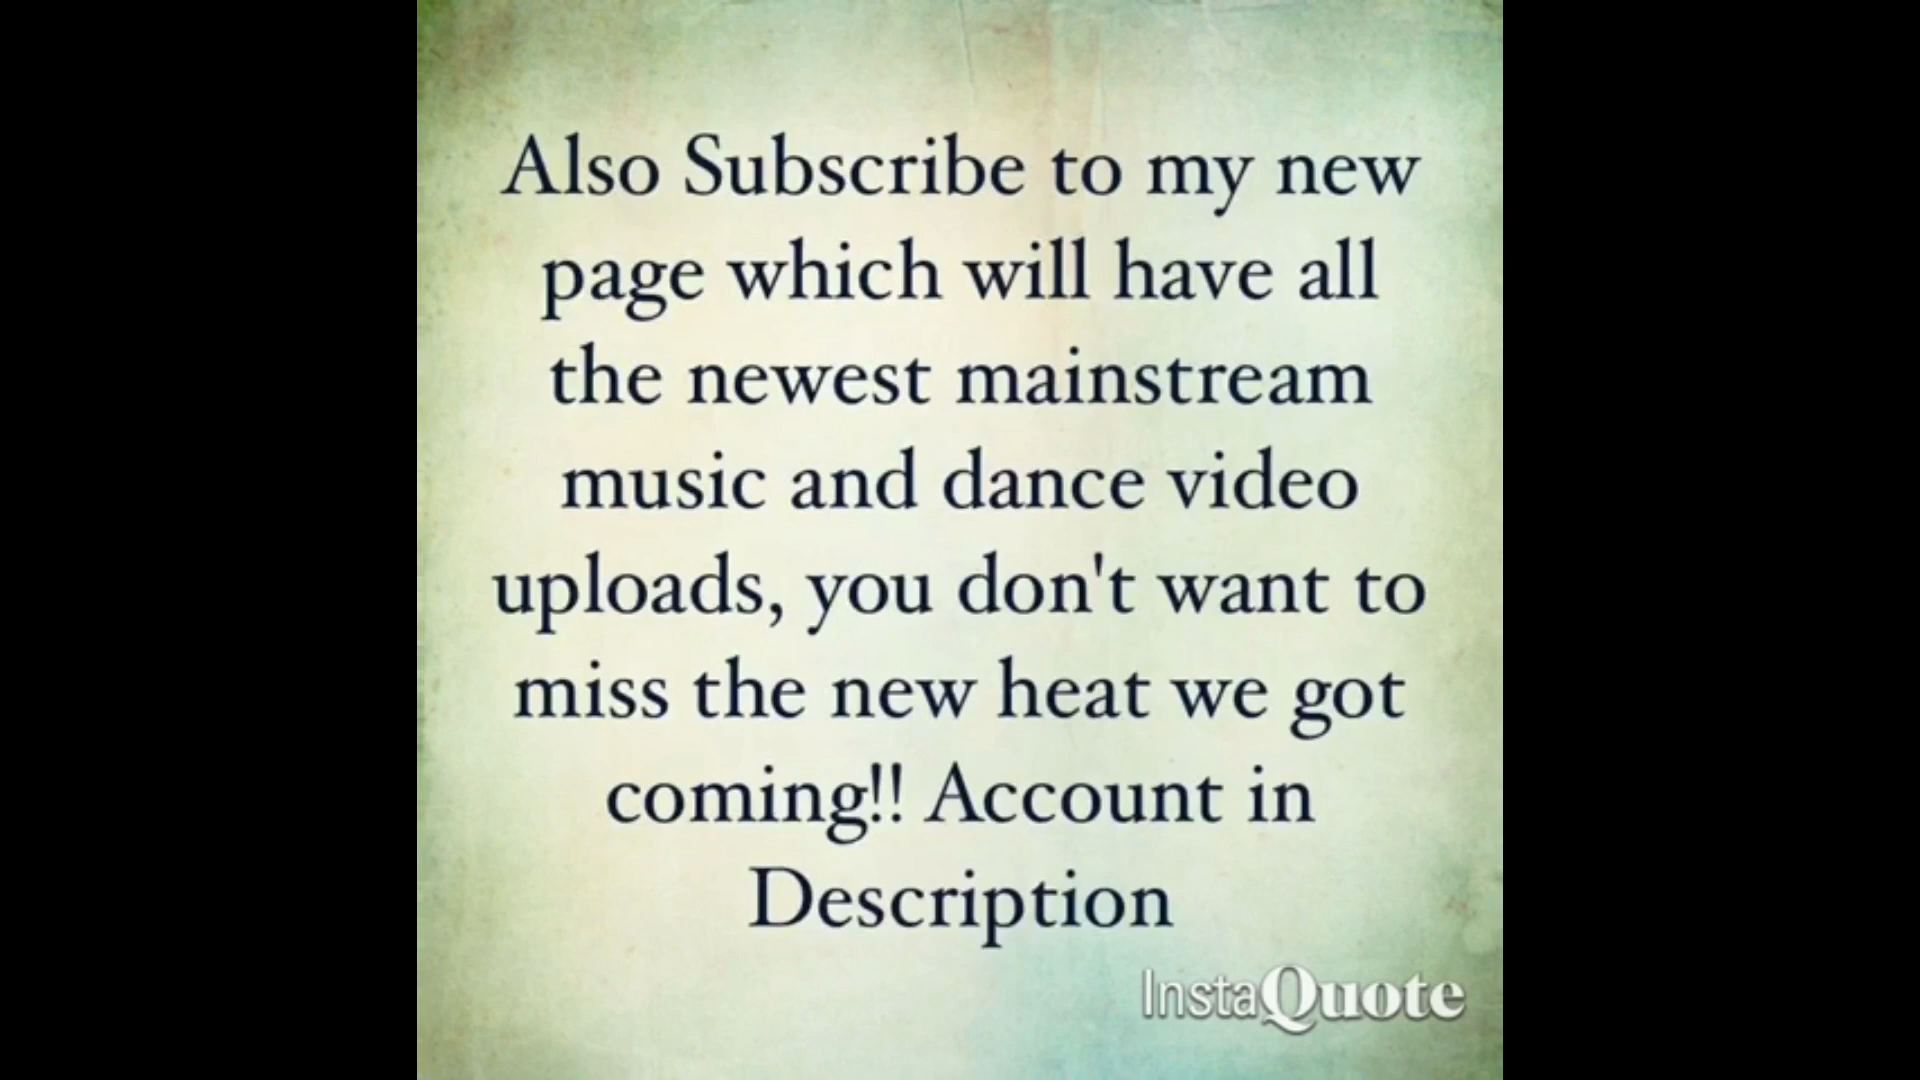 Also Subscribe to my new
page which will have all
the newest mainstream
music and dance video
uploads, you don't want to
miss the new heat we got
coming!! Account in
Description
InstaQuote